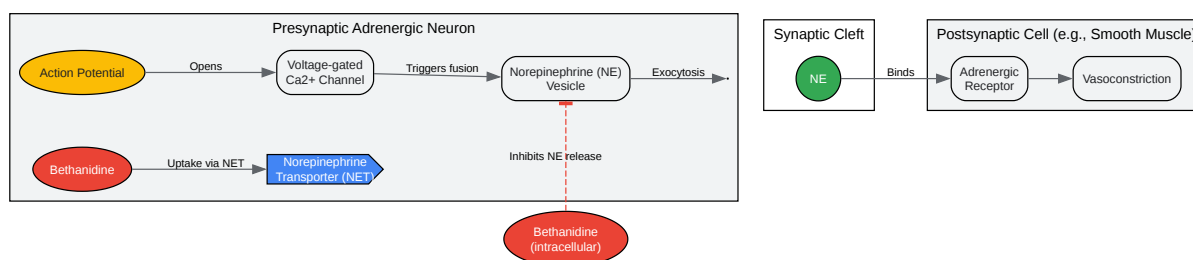 Presynaptic Adrenergic Neuron
Action Potential
Opens
Voltage-gated
Ca2+ Channel
Triggers fusion
Norepinephrine (NE)
Vesicle
Exocytosis
Bethanidine
Uptake via NET
Norepinephrine
Transporter (NET)
Inhibits NE release
Bethanidine
(intracellular)
Synaptic Cleft
NE
Binds
Postsynaptic Cell (e.g., Smooth Muscle)
Adrenergic
Receptor
Vasoconstriction